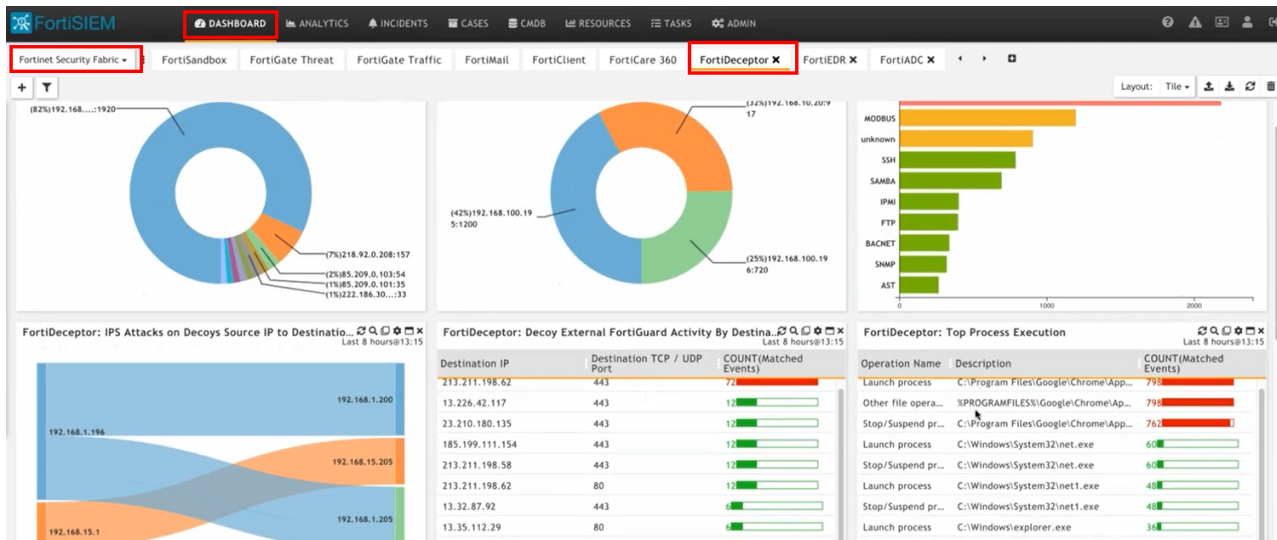 FortiSIEM
DASHBOARD ANALYTICS INCIDENTS CASES CMDB RESOURCES TASKS ADMIN
Fortinet Security Fabric FortiSandbox FortiGate Threat FortiGate Traffic FortiMail FortiClient FortiCare 360 FortiDeceptor FortiEDR FortiADC
Layout: Tile
(82%)192.168....:1920
(7%)218.92.0.208:157
(2%)85.209.0.103:54
(1%)85.209.0.101:35
(1%)222.186.30...:33
(32%)192.168.10.20:9
17
(42%)192.168.100.19
5:1200
(25%)192.168.100.19
6:720
MODBUS
unknown
SSH
SAMBA
IPMI
FTP
BACNET
SNMP
AST
0 1000 2000
FortiDeceptor: IPS Attacks on Decoys Source IP to Destinatio...
Last 8 hours@13:15
192.168.1.200
192.168.1.196
192.168.15.205
192.168.1.205
192.168.15.1
FortiDeceptor: Decoy External FortiGuard Activity By Destina...
Last 8 hours@13:15
Destination IP Destination TCP / UDP Port COUNT(Matched Events)
213.211.198.62 443 72
13.226.42.117 443 12
23.210.180.135 443 12
185.199.111.154 443 12
213.211.198.58 443 12
213.211.198.62 80 12
13.32.87.92 443 6
13.35.112.29 80 6
FortiDeceptor: Top Process Execution
Last 8 hours@13:15
Operation Name Description COUNT(Matched Events)
Launch process C:\Program Files\Google\Chrome\App... 798
Other file opera... %PROGRAMFILES%\Google\Chrome\Ap... 798
Stop/Suspend pr... C:\Program Files\Google\Chrome\App... 762
Launch process C:\Windows\System32\net.exe 60
Stop/Suspend pr... C:\Windows\System32\net.exe 60
Launch process C:\Windows\System32\net1.exe 48
Stop/Suspend pr... C:\Windows\System32\net1.exe 48
Launch process C:\Windows\explorer.exe 36